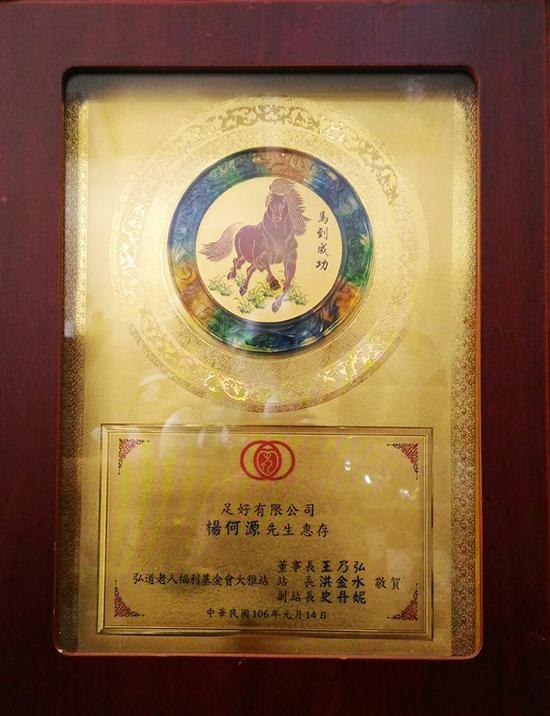 馬到成功
足好有限公司
楊何源先生惠存
董事長王乃弘
弘道老人福利基金會大雅站 站長洪金水 敬賀
副站長史丹妮
中華民國106年元月14日